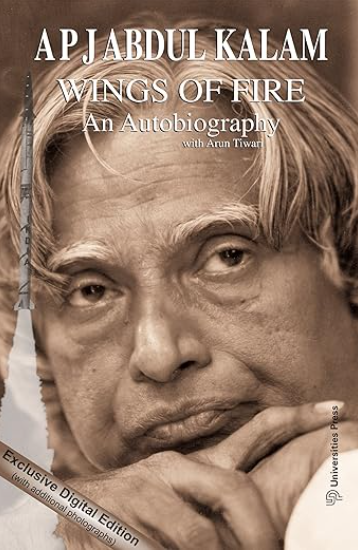 A P J ABDUL KALAM
WINGS OF FIRE
An Autobiography
with Arun Tiwari
Universities Press
Exclusive Digital Edition
(with additional photographs)